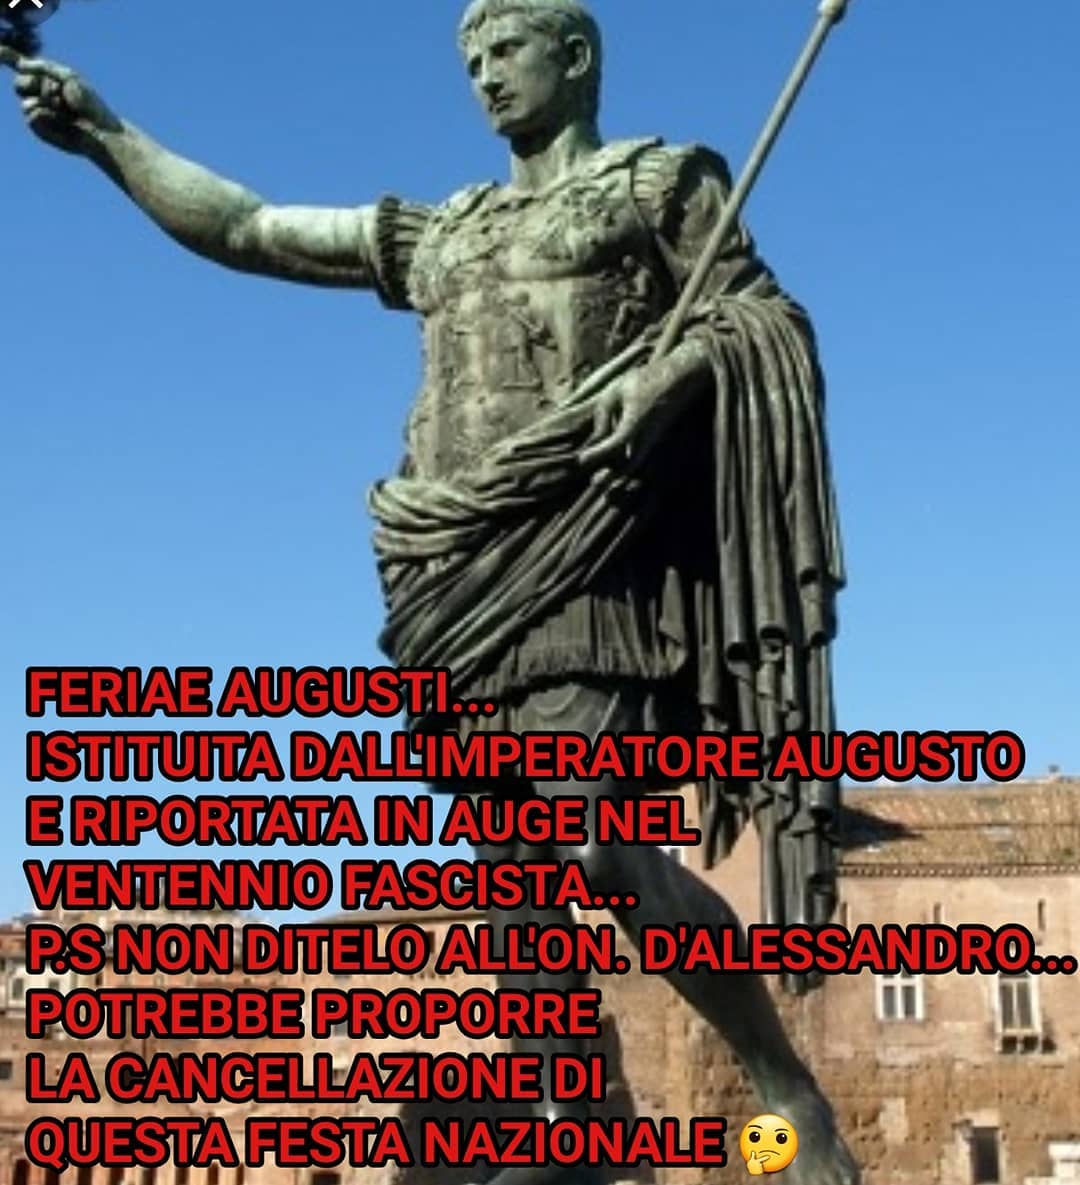 FERIAE AUGUSTI...
ISTITUITA DALL'IMPERATORE AUGUSTO
E RIPORTATA IN AUGE NEL
VENTENNIO FASCISTA...
P.S NON DITELO ALL'ON. D'ALESSANDRO...
POTREBBE PROPORRE
LA CANCELLAZIONE DI
QUESTA FESTA NAZIONALE 🤔